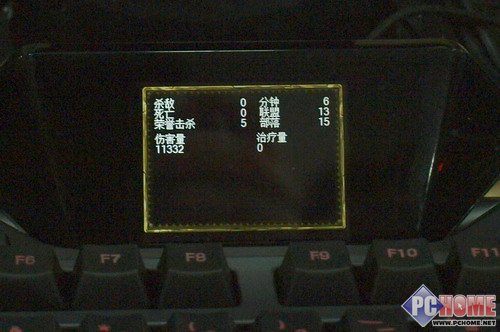 杀敌 0 分钟 6
死亡 0 联盟 13
荣誉击杀 5 部落 15
伤害量 治疗量
11332 0
F6 F7 F8 F9 F10 F11
PCHOME
WWW.PCHOME.NET